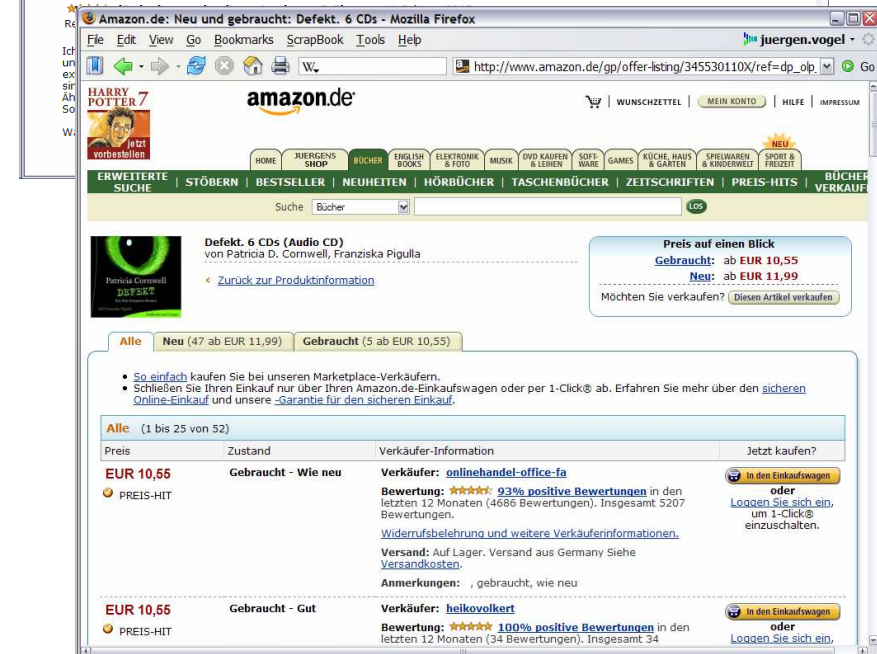 Re
Ich
un
ex
sir
Äh
So
Wa
Amazon.de: Neu und gebraucht: Defekt. 6 CDs - Mozilla Firefox
File Edit View Go Bookmarks ScrapBook Tools Help juergen.vogel
W. http://www.amazon.de/gp/offer-listing/345530110X/ref=dp_olp_ Go
HARRY POTTER 7
jetzt vorbestellen
amazon.de
WUNSCHZETTEL | MEIN KONTO | HILFE | IMPRESSUM
NEU
HOME JUERGENS SHOP BÜCHER ENGLISH BOOKS ELEKTRONIK & FOTO MUSIK DVD KAUFEN & LEIHEN SOFT-WARE GAMES KÜCHE, HAUS & GARTEN SPIELWAREN & KINDERWELT SPORT & FREIZEIT
ERWEITERTE SUCHE | STÖBERN | BESTSELLER | NEUHEITEN | HÖRBÜCHER | TASCHENBÜCHER | ZEITSCHRIFTEN | PREIS-HITS | BÜCHER VERKAUF
Suche Bücher LOS
Patricia Cornwell
DEFEKT
Defekt. 6 CDs (Audio CD)
von Patricia D. Cornwell, Franziska Pigulla
Zurück zur Produktinformation
Preis auf einen Blick
Gebraucht: ab EUR 10,55
Neu: ab EUR 11,99
Möchten Sie verkaufen? Diesen Artikel verkaufen
Alle Neu (47 ab EUR 11,99) Gebraucht (5 ab EUR 10,55)
• So einfach kaufen Sie bei unseren Marketplace-Verkäufern.
• Schließen Sie Ihren Einkauf nur über Ihren Amazon.de-Einkaufswagen oder per 1-Click® ab. Erfahren Sie mehr über den sicheren
Online-Einkauf und unsere -Garantie für den sicheren Einkauf.
Alle (1 bis 25 von 52)
Preis Zustand Verkäufer-Information Jetzt kaufen?
EUR 10,55 Gebraucht - Wie neu Verkäufer: onlinehandel-office-fa In den Einkaufswagen
PREIS-HIT
Bewertung: 93% positive Bewertungen in den
letzten 12 Monaten (4686 Bewertungen). Insgesamt 5207
Bewertungen.
oder
Loggen Sie sich ein,
um 1-Click®
einzuschalten.
Widerrufsbelehrung und weitere Verkäuferinformationen.
Versand: Auf Lager. Versand aus Germany Siehe
Versandkosten.
Anmerkungen: , gebraucht, wie neu
EUR 10,55 Gebraucht - Gut Verkäufer: heikovolkert In den Einkaufswagen
PREIS-HIT
Bewertung: 100% positive Bewertungen in den
letzten 12 Monaten (34 Bewertungen). Insgesamt 34
oder
Loggen Sie sich ein,